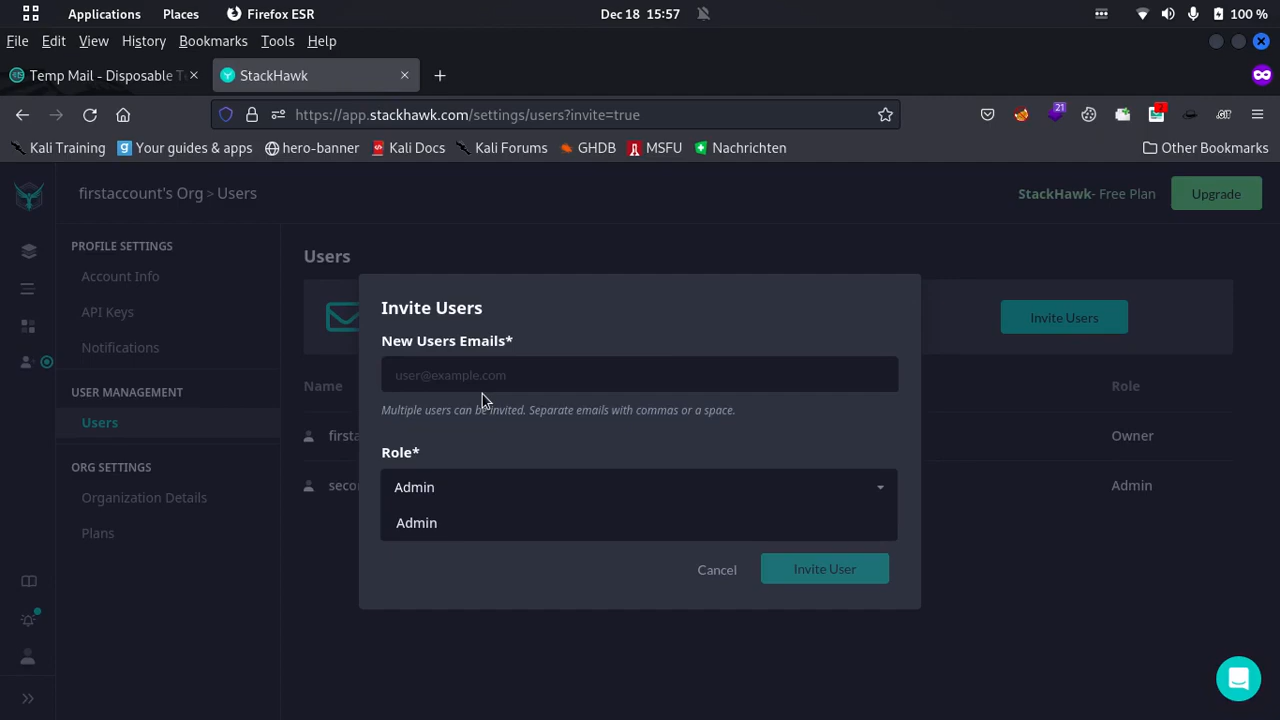 Applications Places Firefox ESR Dec 18 15:57 100 %
File Edit View History Bookmarks Tools Help
Temp Mail - Disposable T StackHawk
https://app.stackhawk.com/settings/users?invite=true 21
Kali Training Your guides & apps hero-banner Kali Docs Kali Forums GHDB MSFU Nachrichten Other Bookmarks
firstaccount's Org > Users StackHawk- Free Plan Upgrade
PROFILE SETTINGS
Account Info
API Keys
Notifications
USER MANAGEMENT
Users
ORG SETTINGS
Organization Details
Plans
Users
Invite Users
Name Role
firsta Owner
secon Admin
Invite Users
New Users Emails*
user@example.com
Multiple users can be invited. Separate emails with commas or a space.
Role*
Admin
Admin
Cancel Invite User